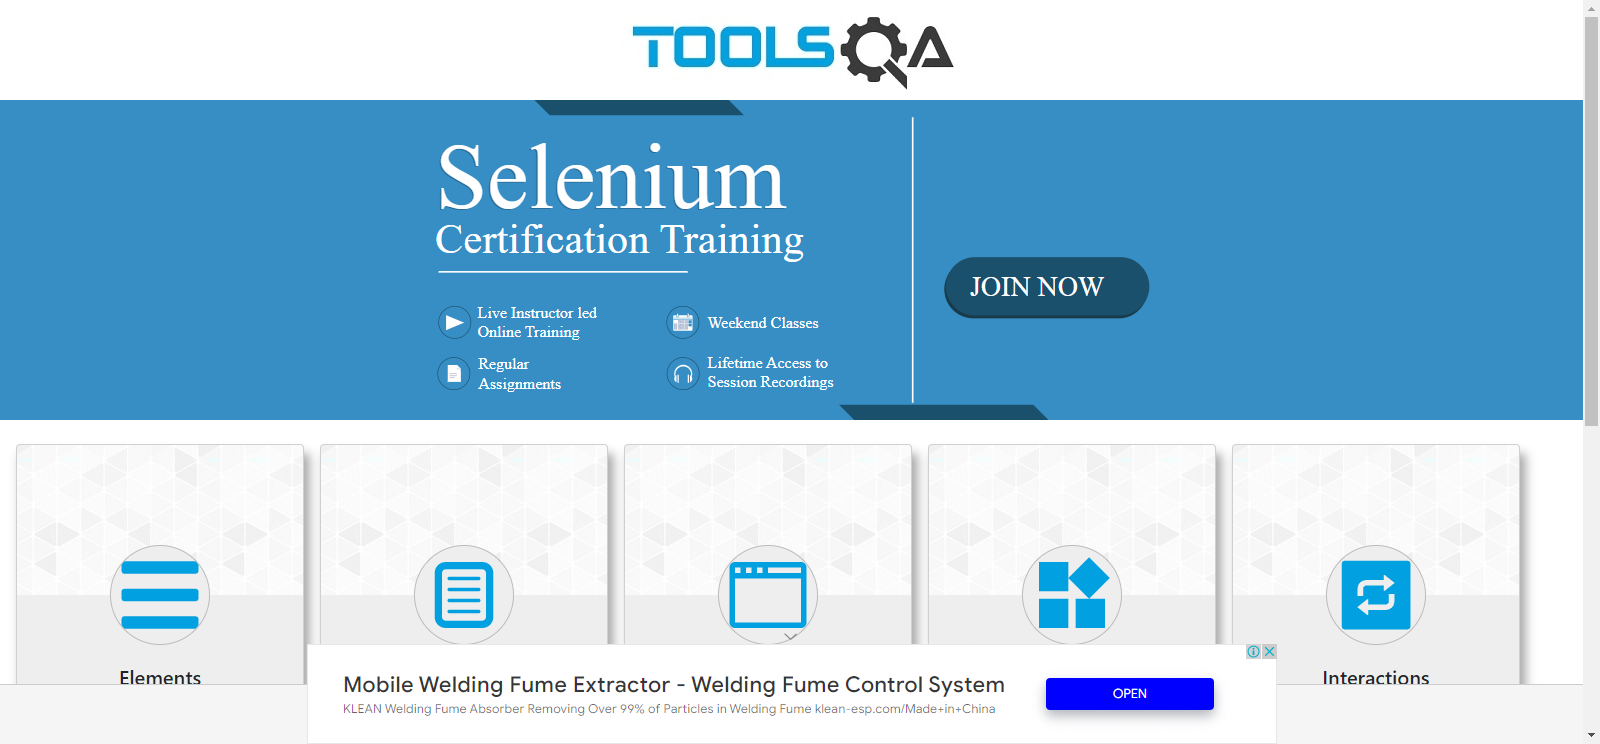 TOOLSQA
Selenium
Certification Training
JOIN NOW
Live Instructor led
Online Training
Weekend Classes
Regular
Assignments
Lifetime Access to
Session Recordings
Elements
Interactions
Mobile Welding Fume Extractor - Welding Fume Control System
KLEAN Welding Fume Absorber Removing Over 99% of Particles in Welding Fume klean-esp.com/Made+in+China
OPEN